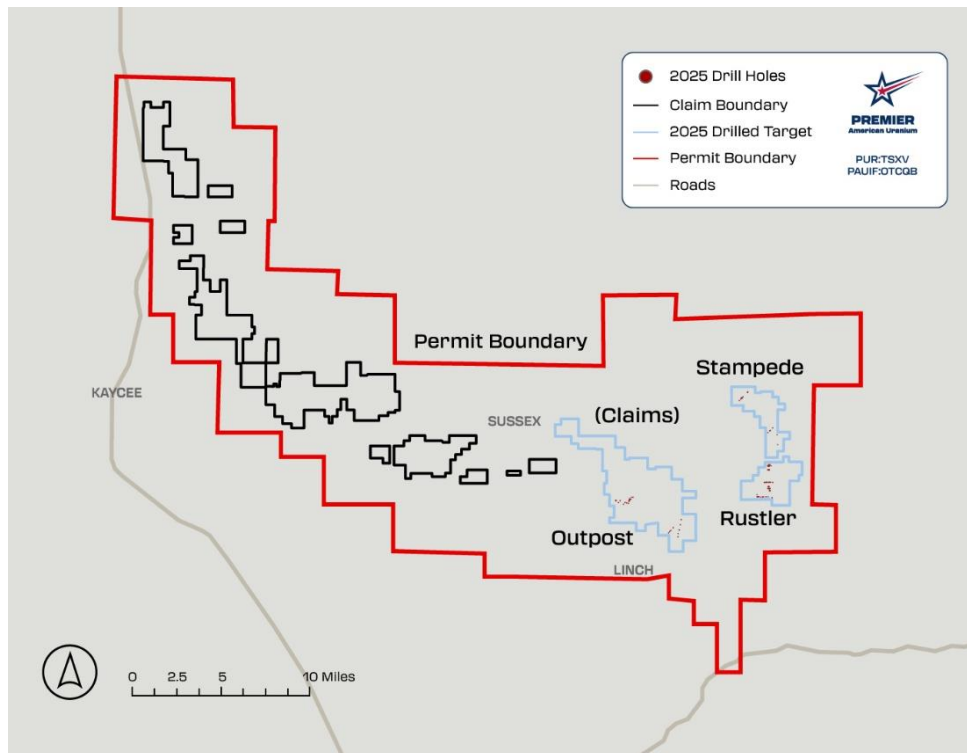 2025 Drill Holes
Claim Boundary
2025 Drilled Target
Permit Boundary
Roads
PREMIER
American Uranium
PUR:TSXV
PAUIF:OTCQB
Permit Boundary
Stampede
KAYCEE
(Claims)
SUSSEX
Rustler
Outpost
LINCH
0 2.5 5 10 Miles